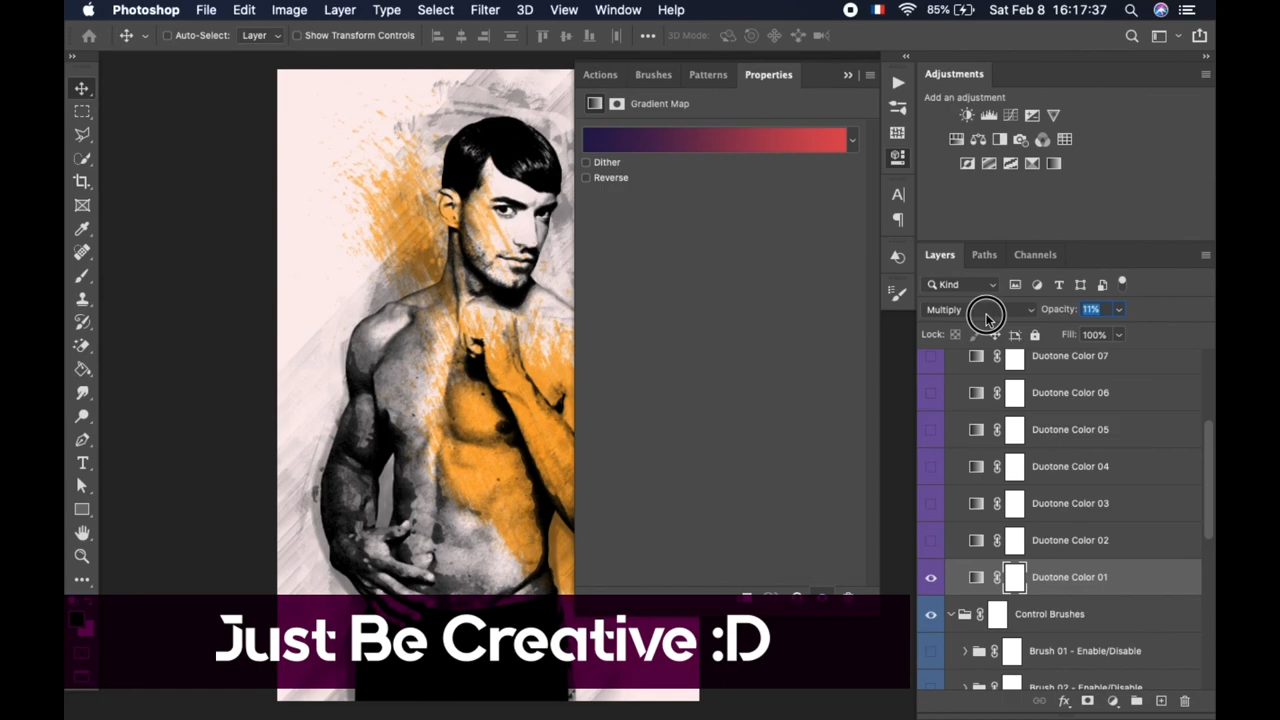 Photoshop File Edit Image Layer Type Select Filter 3D View Window Help 85% Sat Feb 8 16:17:37
Auto-Select: Layer Show Transform Controls 3D Mode:
Actions Brushes Patterns Properties
Gradient Map
Dither
Reverse
Adjustments
Add an adjustment
Layers Paths Channels
Kind
Multiply Opacity: 11%
Lock: Fill: 100%
Duotone Color 07
Duotone Color 06
Duotone Color 05
Duotone Color 04
Duotone Color 03
Duotone Color 02
Duotone Color 01
Control Brushes
Brush 01 - Enable/Disable
Brush 02 - Enable/Disable
Just Be Creative :D